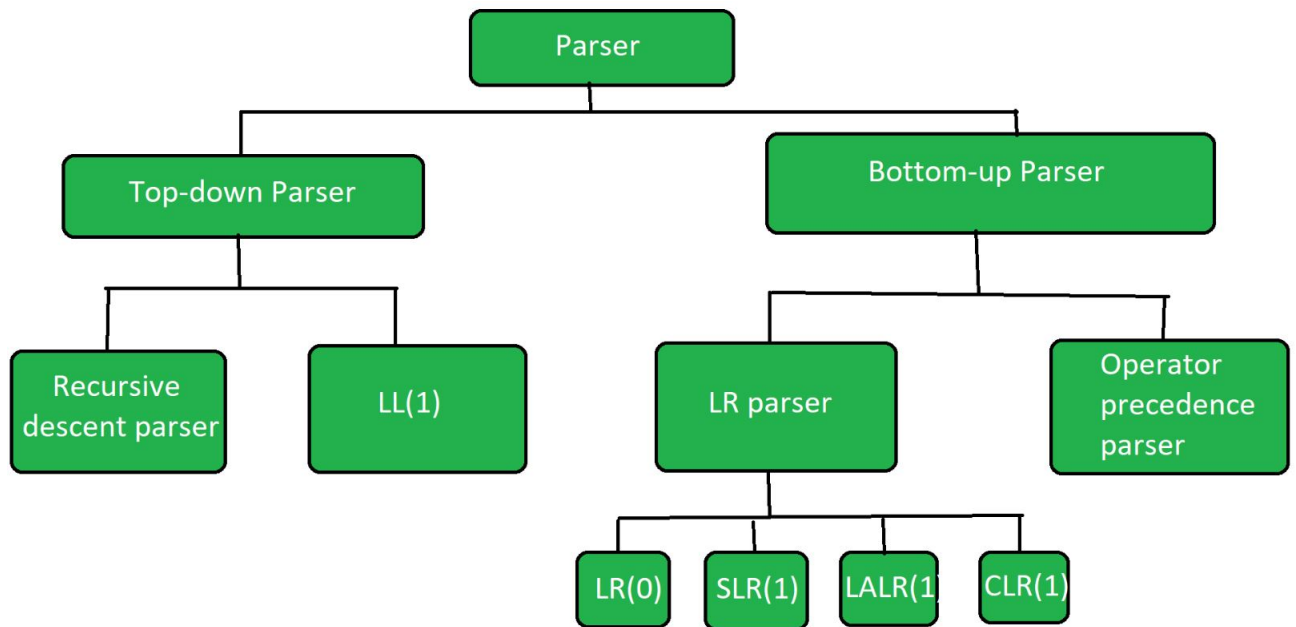 Parser
Top-down Parser
Bottom-up Parser
Recursive
descent parser
LL(1)
LR parser
Operator
precedence
parser
LR(0)
SLR(1)
LALR(1)
CLR(1)